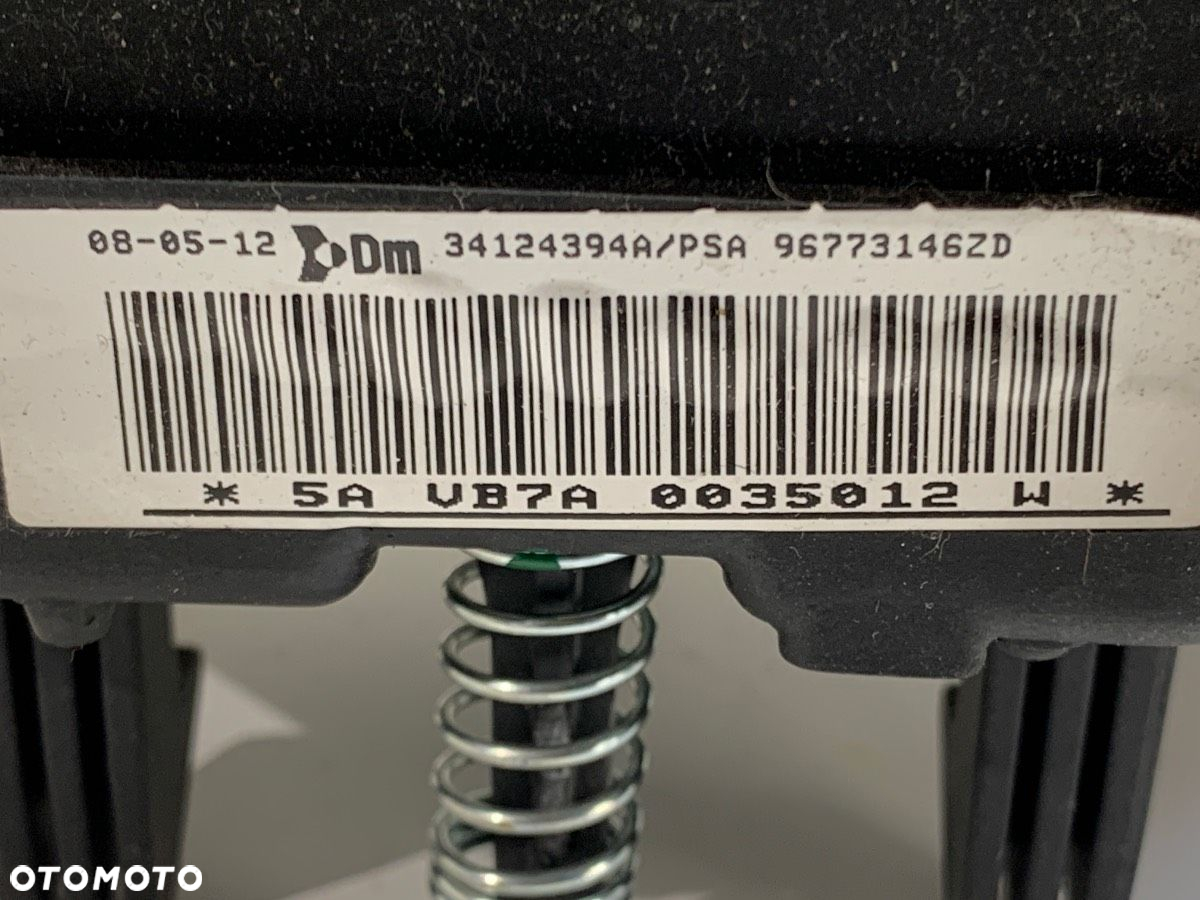 08-05-12 Dm 34124394A/PSA 96773146ZD
* 5A VB7A 0035012 W *
OTOMOTO